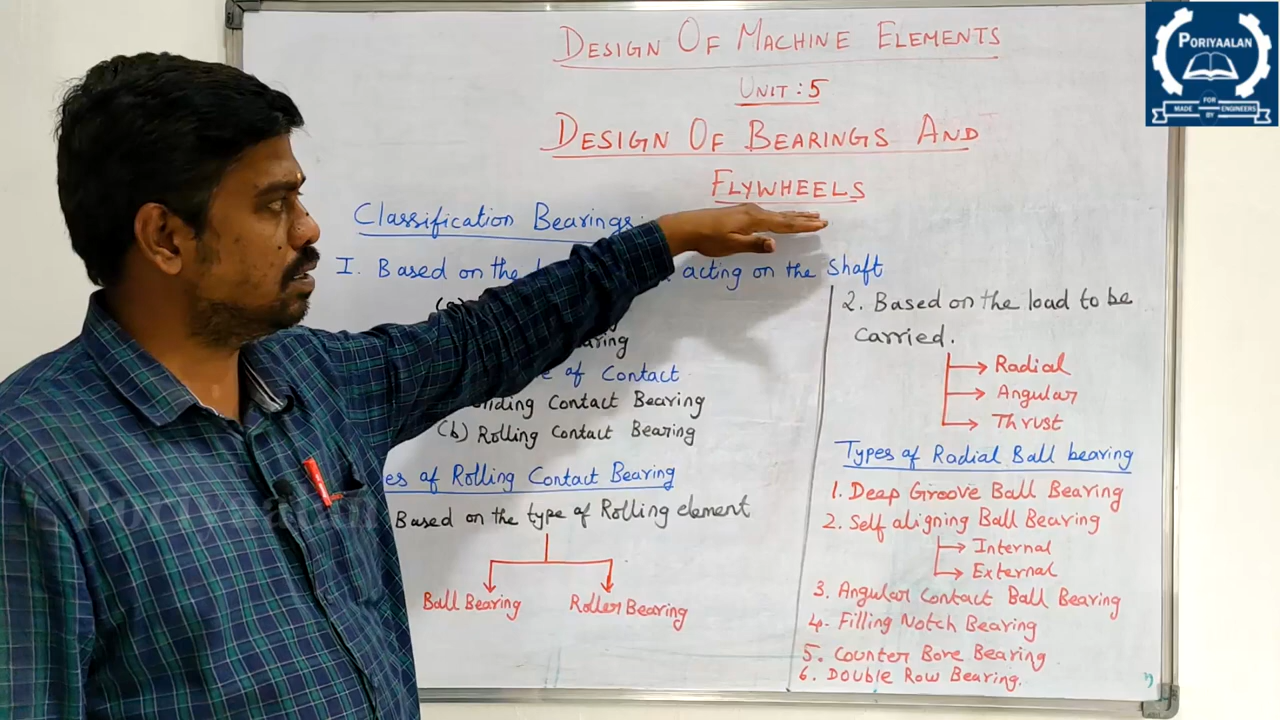 DESIGN OF MACHINE ELEMENTS
UNIT : 5
DESIGN OF BEARINGS AND
FLYWHEELS
Classification Bearings:
I. Based on the acting on the shaft
(a)
aring
of Contact
Contact Bearing
(b) Rolling Contact Bearing
es of Rolling Contact Bearing
Based on the type of Rolling element
Ball Bearing
Roller Bearing
2. Based on the load to be
carried.
Radial
Angular
Thrust
Types of Radial Ball bearing
1. Deep Groove Ball Bearing
2. Self aligning Ball Bearing
Internal
External
3. Angular Contact Ball Bearing
4. Filling Notch Bearing
5. Counter Bore Bearing
6. Double Row Bearing.
PORIYAALAN
MADE FOR BY ENGINEERS
Poriyaalan